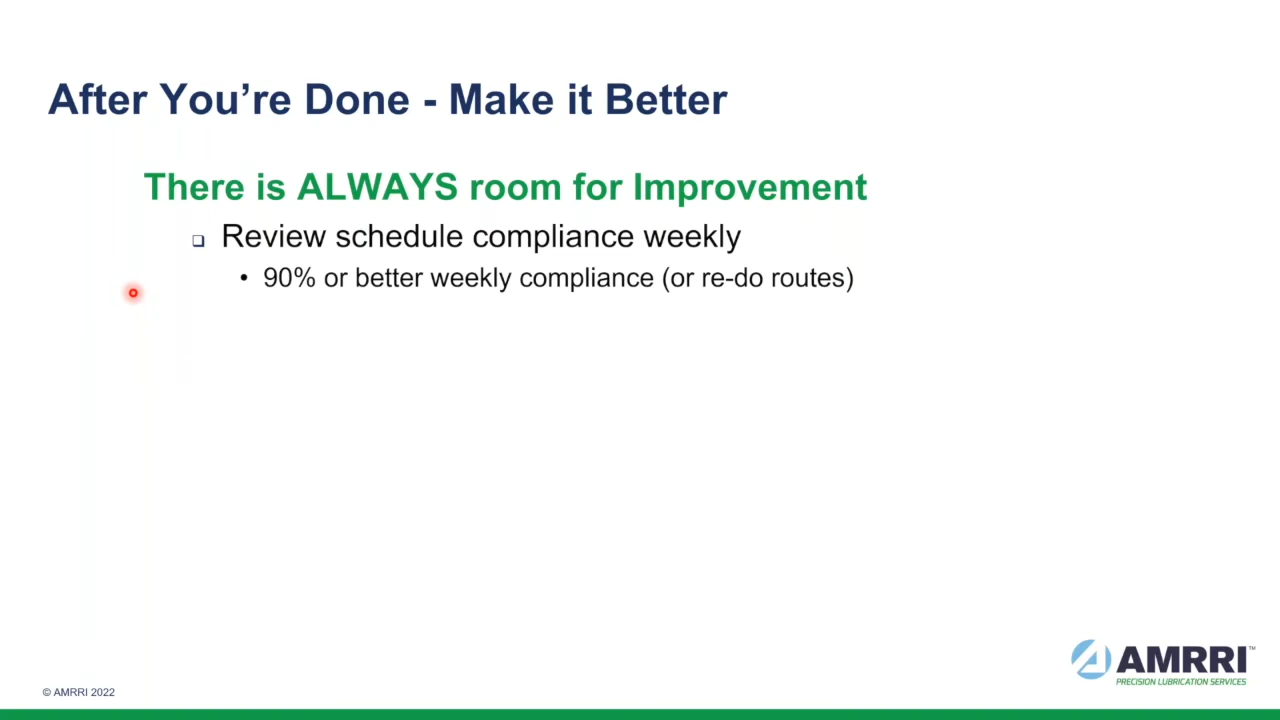 After You’re Done - Make it Better
There is ALWAYS room for Improvement
❑ Review schedule compliance weekly
• 90% or better weekly compliance (or re-do routes)
AMRRI™
PRECISION LUBRICATION SERVICES
© AMRRI 2022